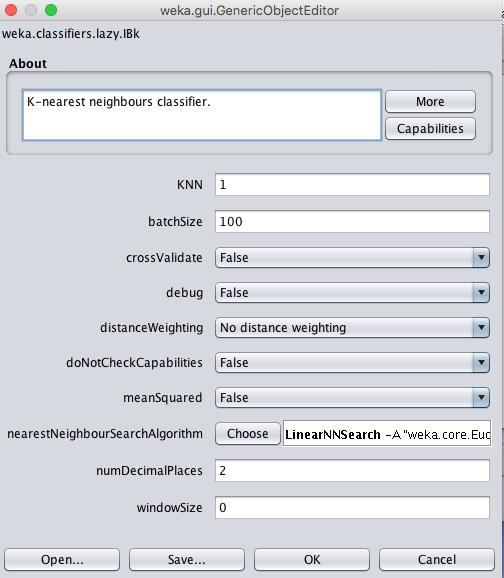 weka.gui.GenericObjectEditor
weka.classifiers.lazy.IBk
About
K-nearest neighbours classifier.
More
Capabilities
KNN 1
batchSize 100
crossValidate False
debug False
distanceWeighting No distance weighting
doNotCheckCapabilities False
meanSquared False
nearestNeighbourSearchAlgorithm Choose LinearNNSearch -A "weka.core.Euc
numDecimalPlaces 2
windowSize 0
Open... Save... OK Cancel